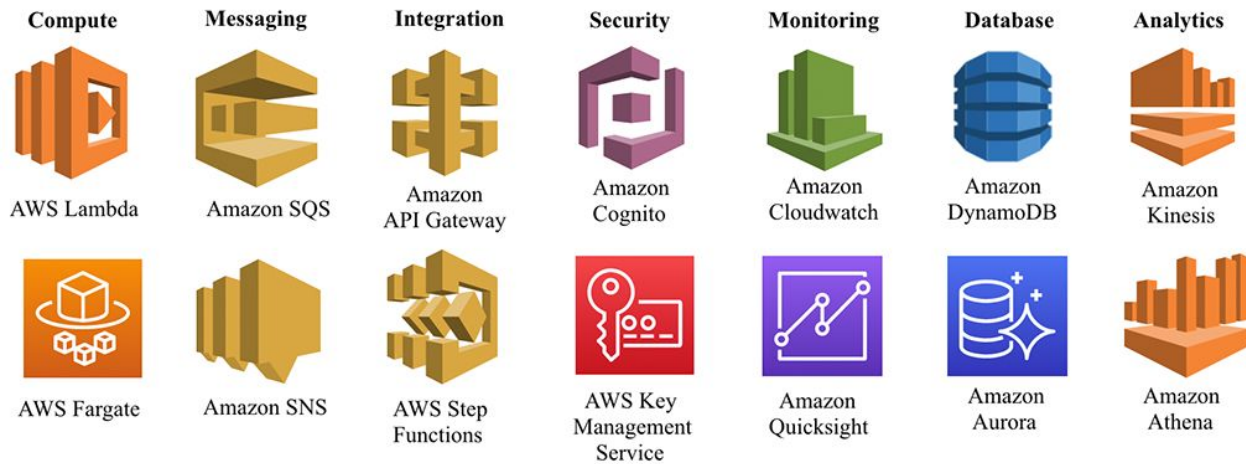 Compute
Messaging
Integration
Security
Monitoring
Database
Analytics
AWS Lambda
Amazon SQS
Amazon
API Gateway
Amazon
Cognito
Amazon
Cloudwatch
Amazon
DynamoDB
Amazon
Kinesis
AWS Fargate
Amazon SNS
AWS Step
Functions
AWS Key
Management
Service
Amazon
Quicksight
Amazon
Aurora
Amazon
Athena